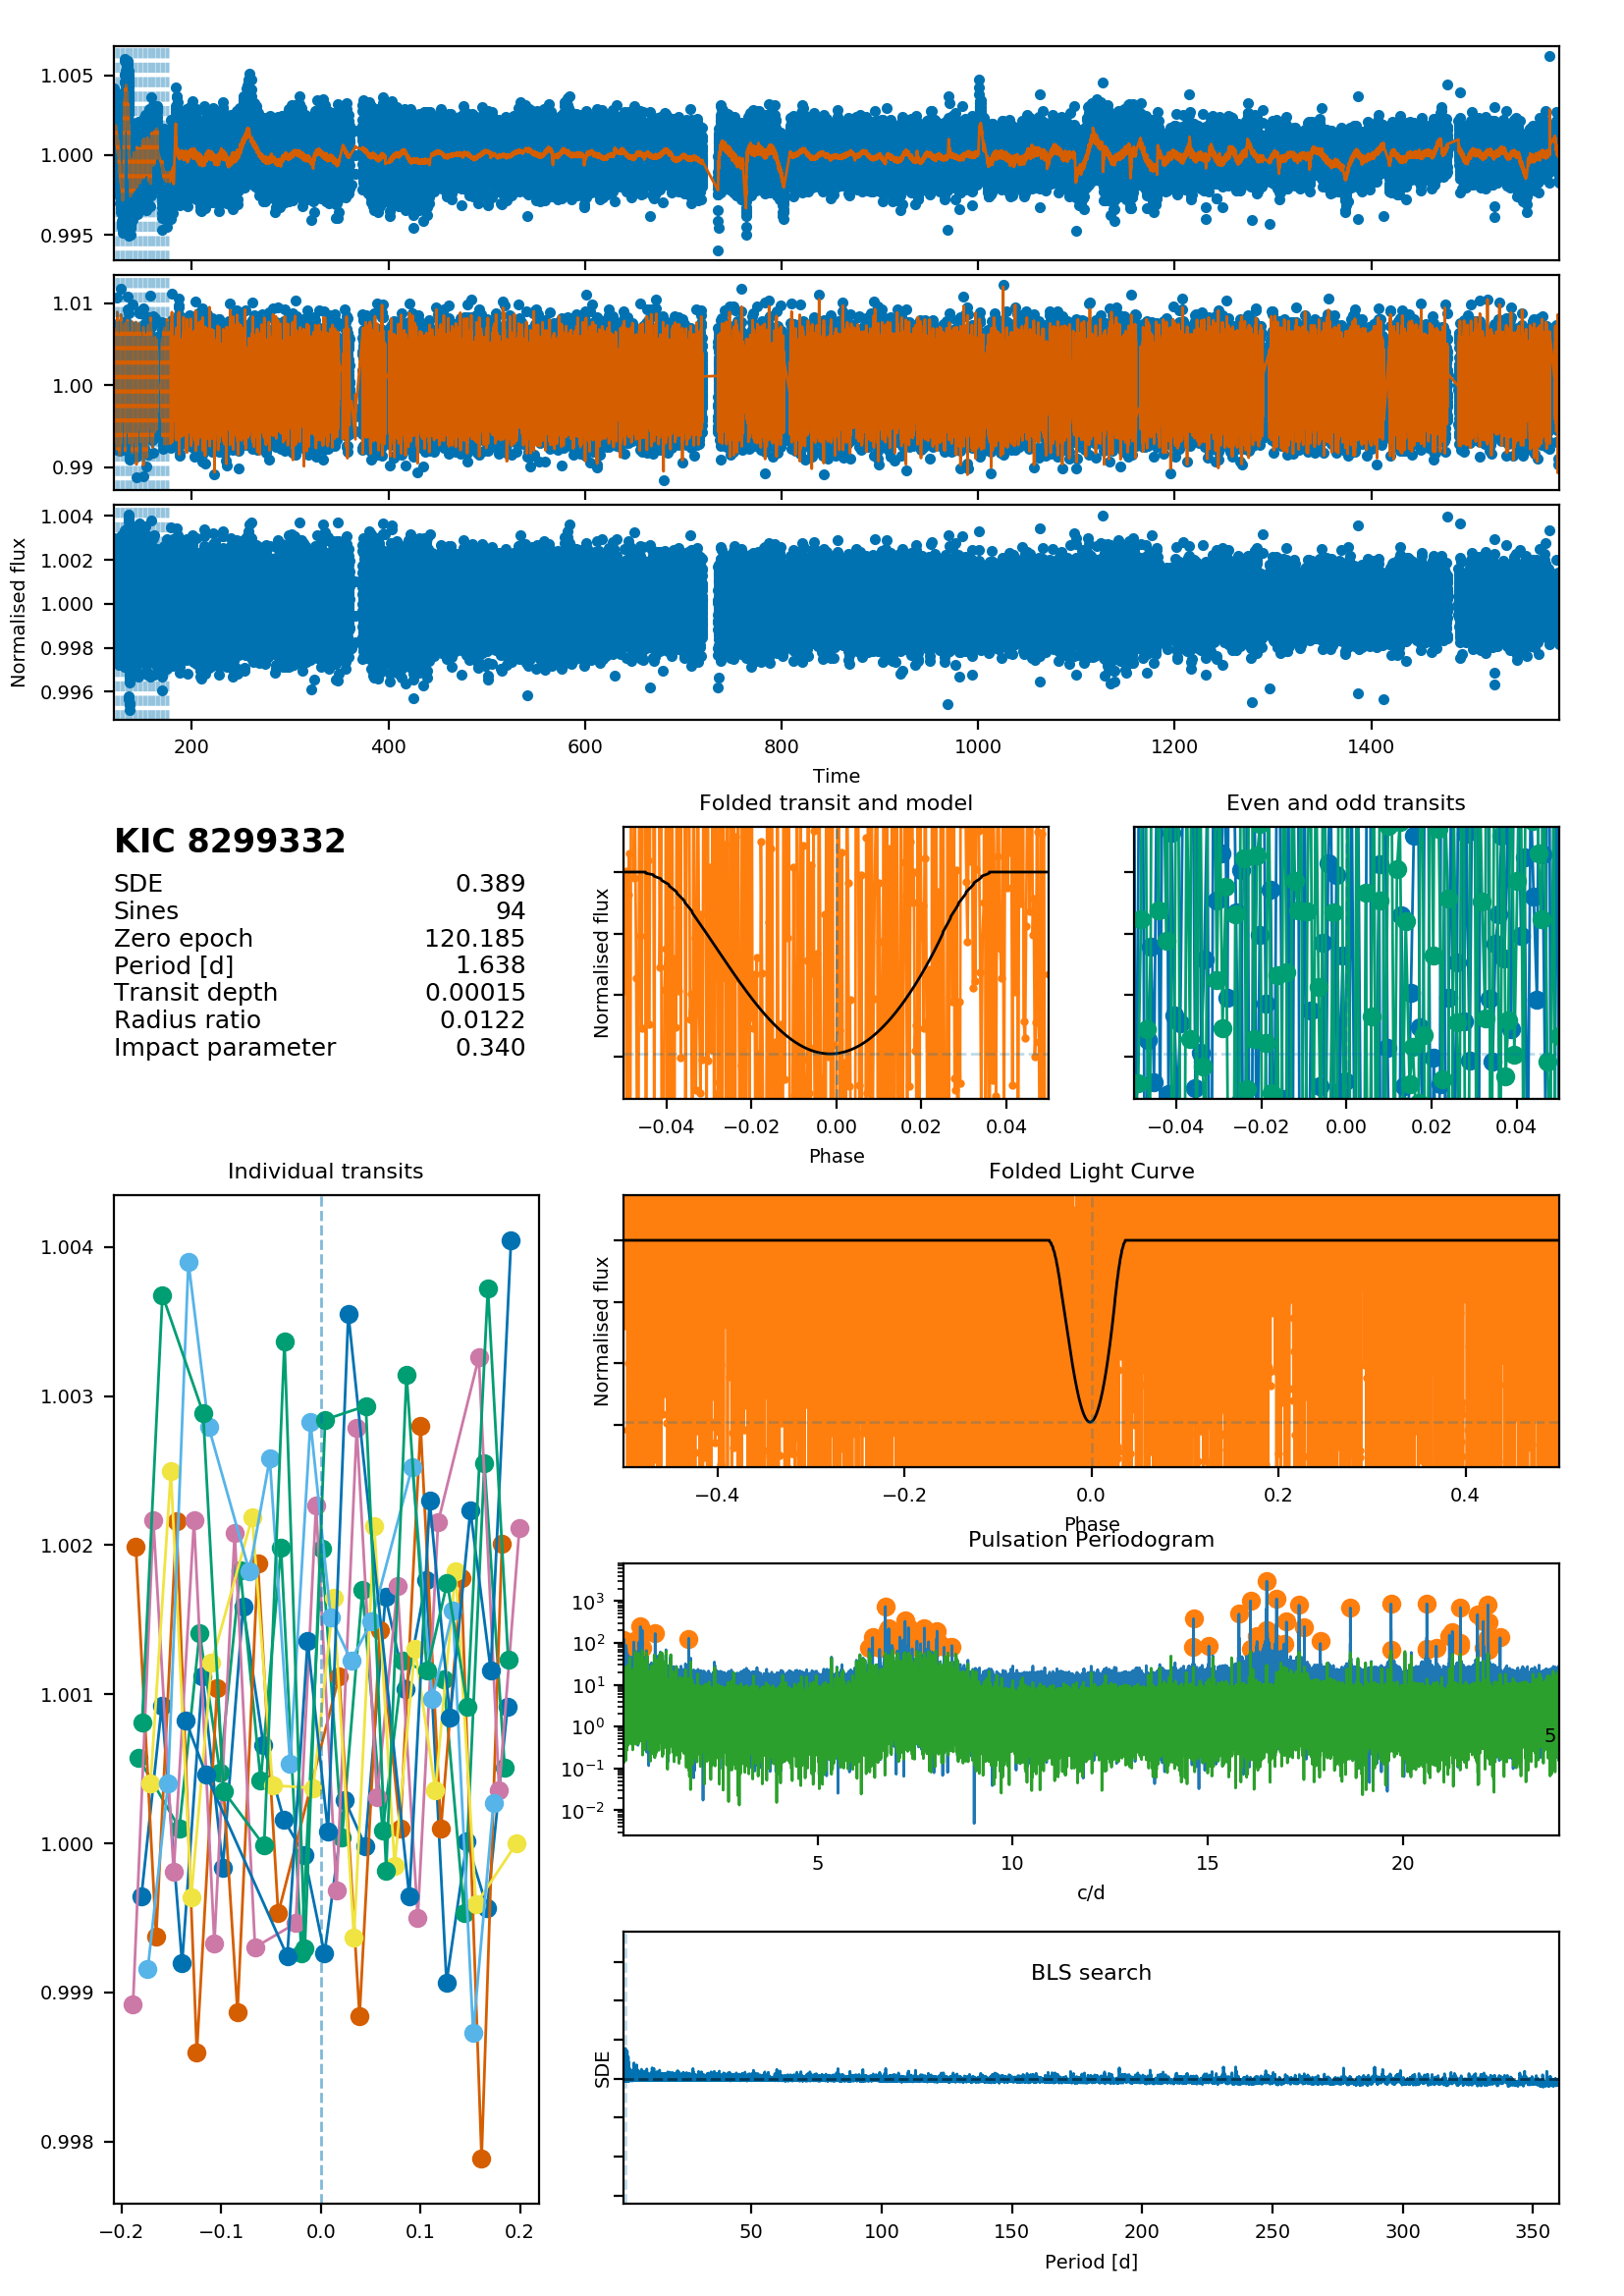 1.005
1.000
0.995
1.01
1.00
0.99
1.004
1.002
1.000
0.998
0.996
Normalised flux
200 400 600 800 1000 1200 1400
Time
KIC 8299332
SDE 0.389
Sines 94
Zero epoch 120.185
Period [d] 1.638
Transit depth 0.00015
Radius ratio 0.0122
Impact parameter 0.340
Folded transit and model
Normalised flux
−0.04 −0.02 0.00 0.02 0.04
Phase
Even and odd transits
−0.04 −0.02 0.00 0.02 0.04
Individual transits
1.004
1.003
1.002
1.001
1.000
0.999
0.998
−0.2 −0.1 0.0 0.1 0.2
Folded Light Curve
Normalised flux
−0.4 −0.2 0.0 0.2 0.4
Phase
Pulsation Periodogram
10³
10²
10¹
10⁰
10⁻¹
10⁻²
5
5 10 15 20
c/d
BLS search
SDE
50 100 150 200 250 300 350
Period [d]